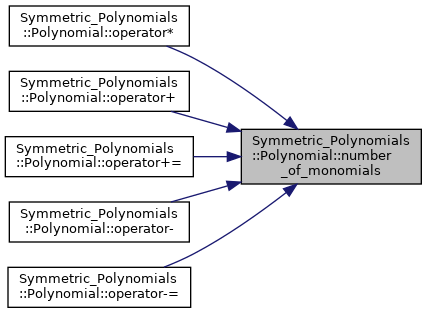 Symmetric_Polynomials
::Polynomial::operator*
Symmetric_Polynomials
::Polynomial::operator+
Symmetric_Polynomials
::Polynomial::operator+=
Symmetric_Polynomials
::Polynomial::operator-
Symmetric_Polynomials
::Polynomial::operator-=
Symmetric_Polynomials
::Polynomial::number
_of_monomials